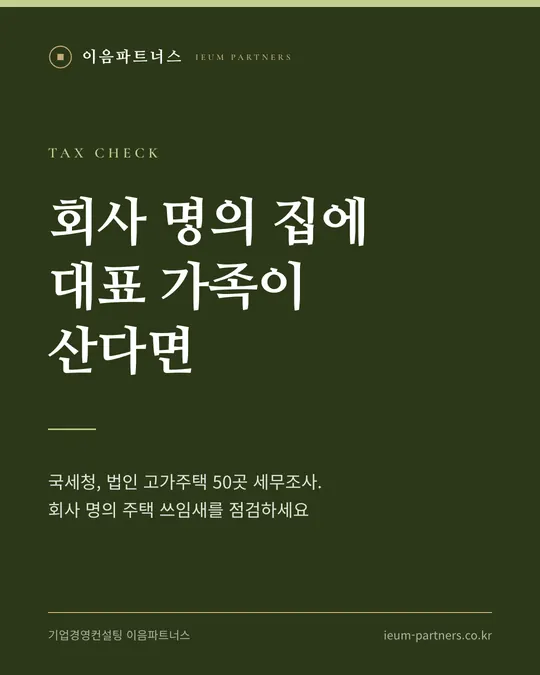 이음파트너스 IEUM PARTNERS
TAX CHECK
회사 명의 집에
대표 가족이
산다면
국세청, 법인 고가주택 50곳 세무조사.
회사 명의 주택 쓰임새를 점검하세요
기업경영컨설팅 이음파트너스
ieum-partners.co.kr